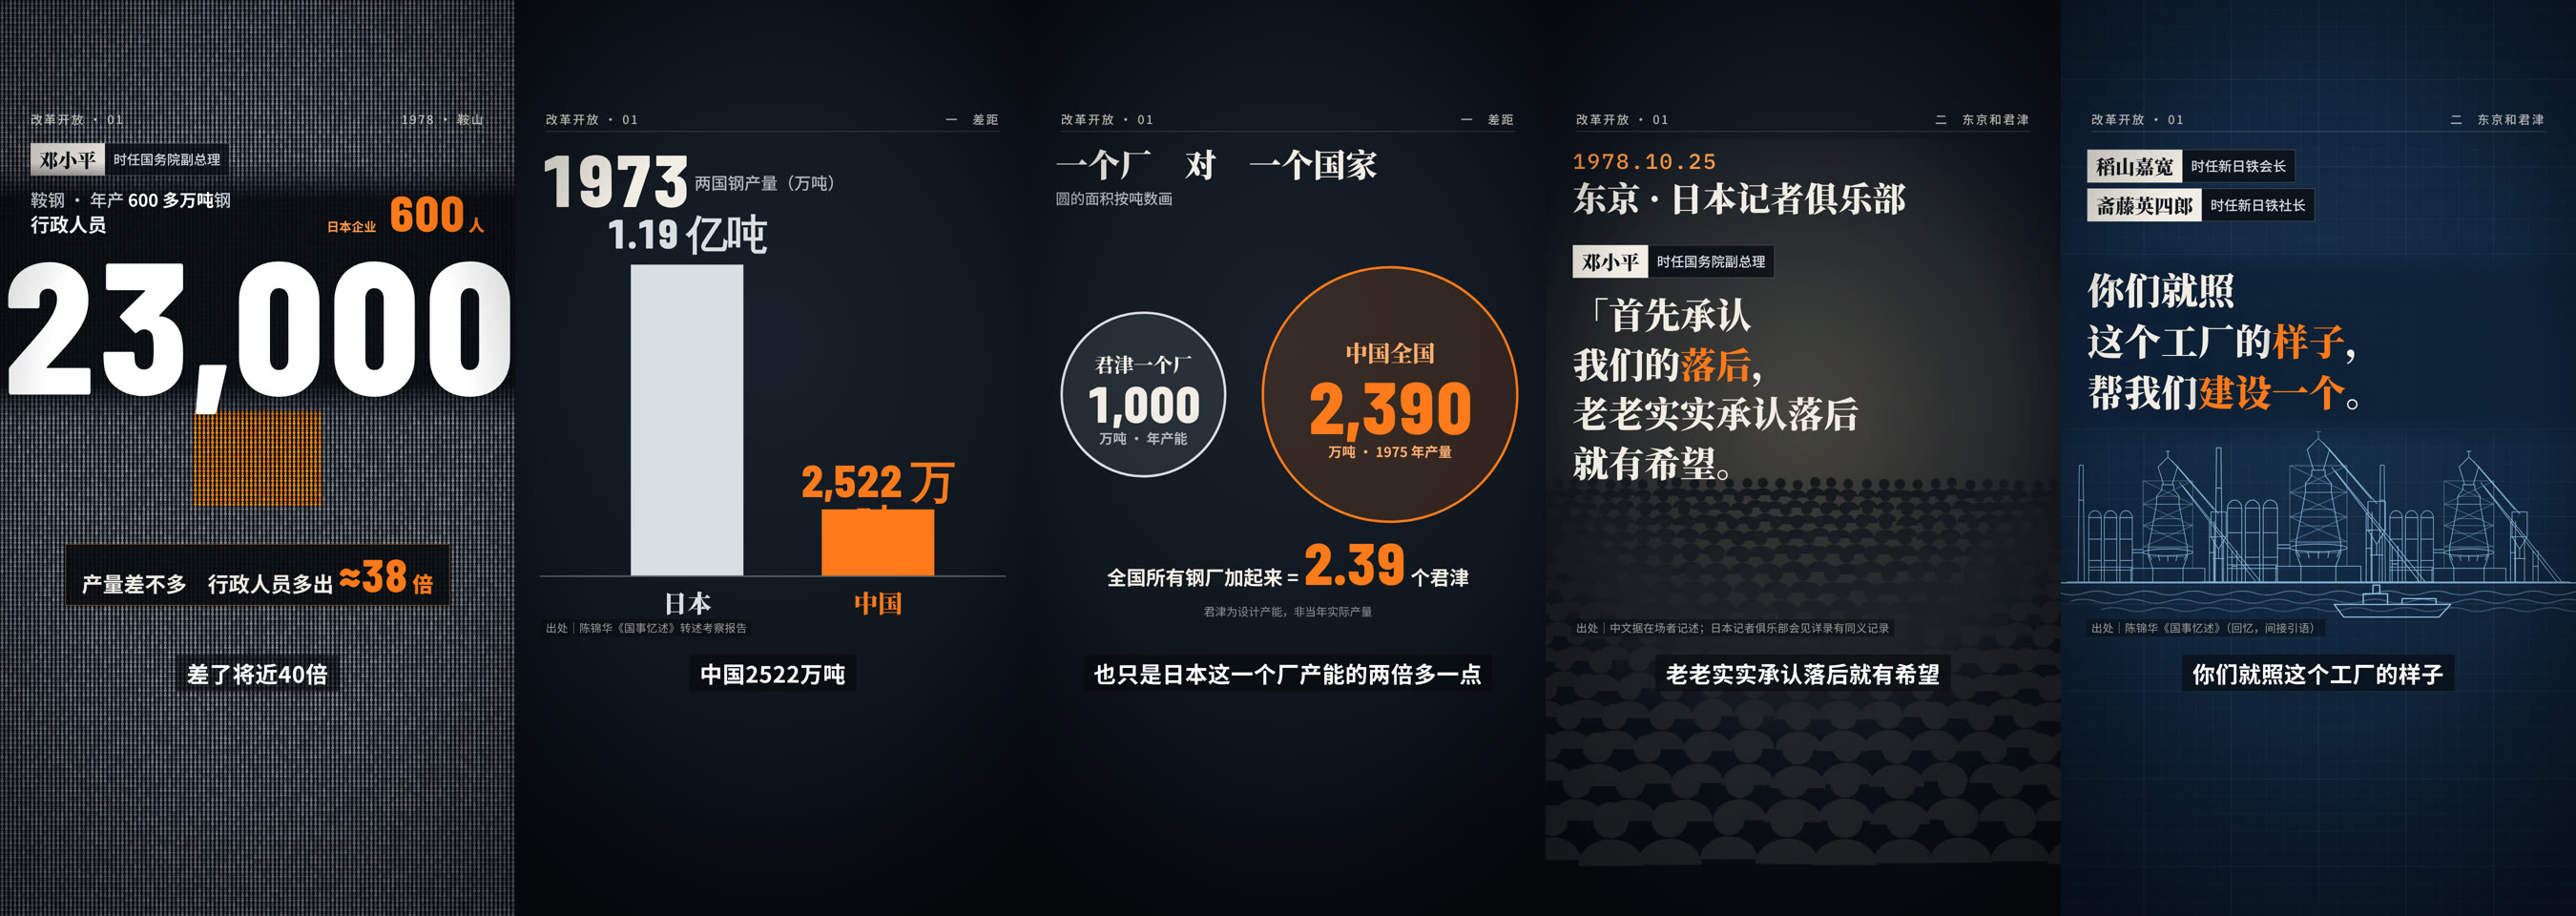 改革开放 · 01
1978 · 鞍山
邓小平 时任国务院副总理
鞍钢 · 年产 600 多万吨钢
行政人员
日本企业 600 人
23,000
产量差不多 行政人员多出 ≈38 倍
差了将近40倍
改革开放 · 01
一 差距
1973 两国钢产量（万吨）
1.19 亿吨
2,522 万
日本
中国
出处｜陈锦华《国事忆述》转述考察报告
中国2522万吨
改革开放 · 01
一 差距
一个厂 对 一个国家
圆的面积按吨数画
君津一个厂
1,000
万吨 · 年产能
中国全国
2,390
万吨 · 1975 年产量
全国所有钢厂加起来 = 2.39 个君津
君津为设计产能，非当年实际产量
也只是日本这一个厂产能的两倍多一点
改革开放 · 01
二 东京和君津
1978.10.25
东京 · 日本记者俱乐部
邓小平 时任国务院副总理
「首先承认
我们的落后，
老老实实承认落后
就有希望。
出处｜中文据在场者记述；日本记者俱乐部会见详录有同义记录
老老实实承认落后就有希望
改革开放 · 01
二 东京和君津
稻山嘉宽 时任新日铁会长
斋藤英四郎 时任新日铁社长
你们就照
这个工厂的样子，
帮我们建设一个。
出处｜陈锦华《国事忆述》（回忆，间接引语）
你们就照这个工厂的样子